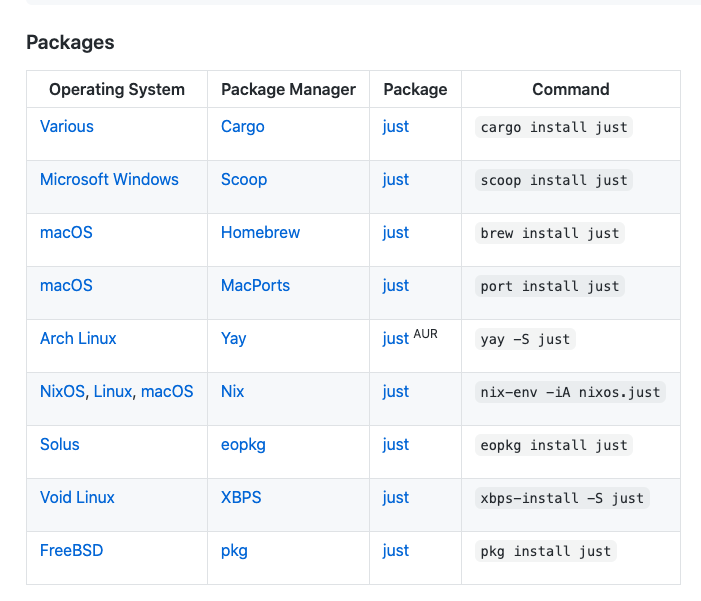 Packages
Operating System Package Manager Package Command
Various Cargo just cargo install just
Microsoft Windows Scoop just scoop install just
macOS Homebrew just brew install just
macOS MacPorts just port install just
Arch Linux Yay just AUR yay -S just
NixOS, Linux, macOS Nix just nix-env -iA nixos.just
Solus eopkg just eopkg install just
Void Linux XBPS just xbps-install -S just
FreeBSD pkg just pkg install just